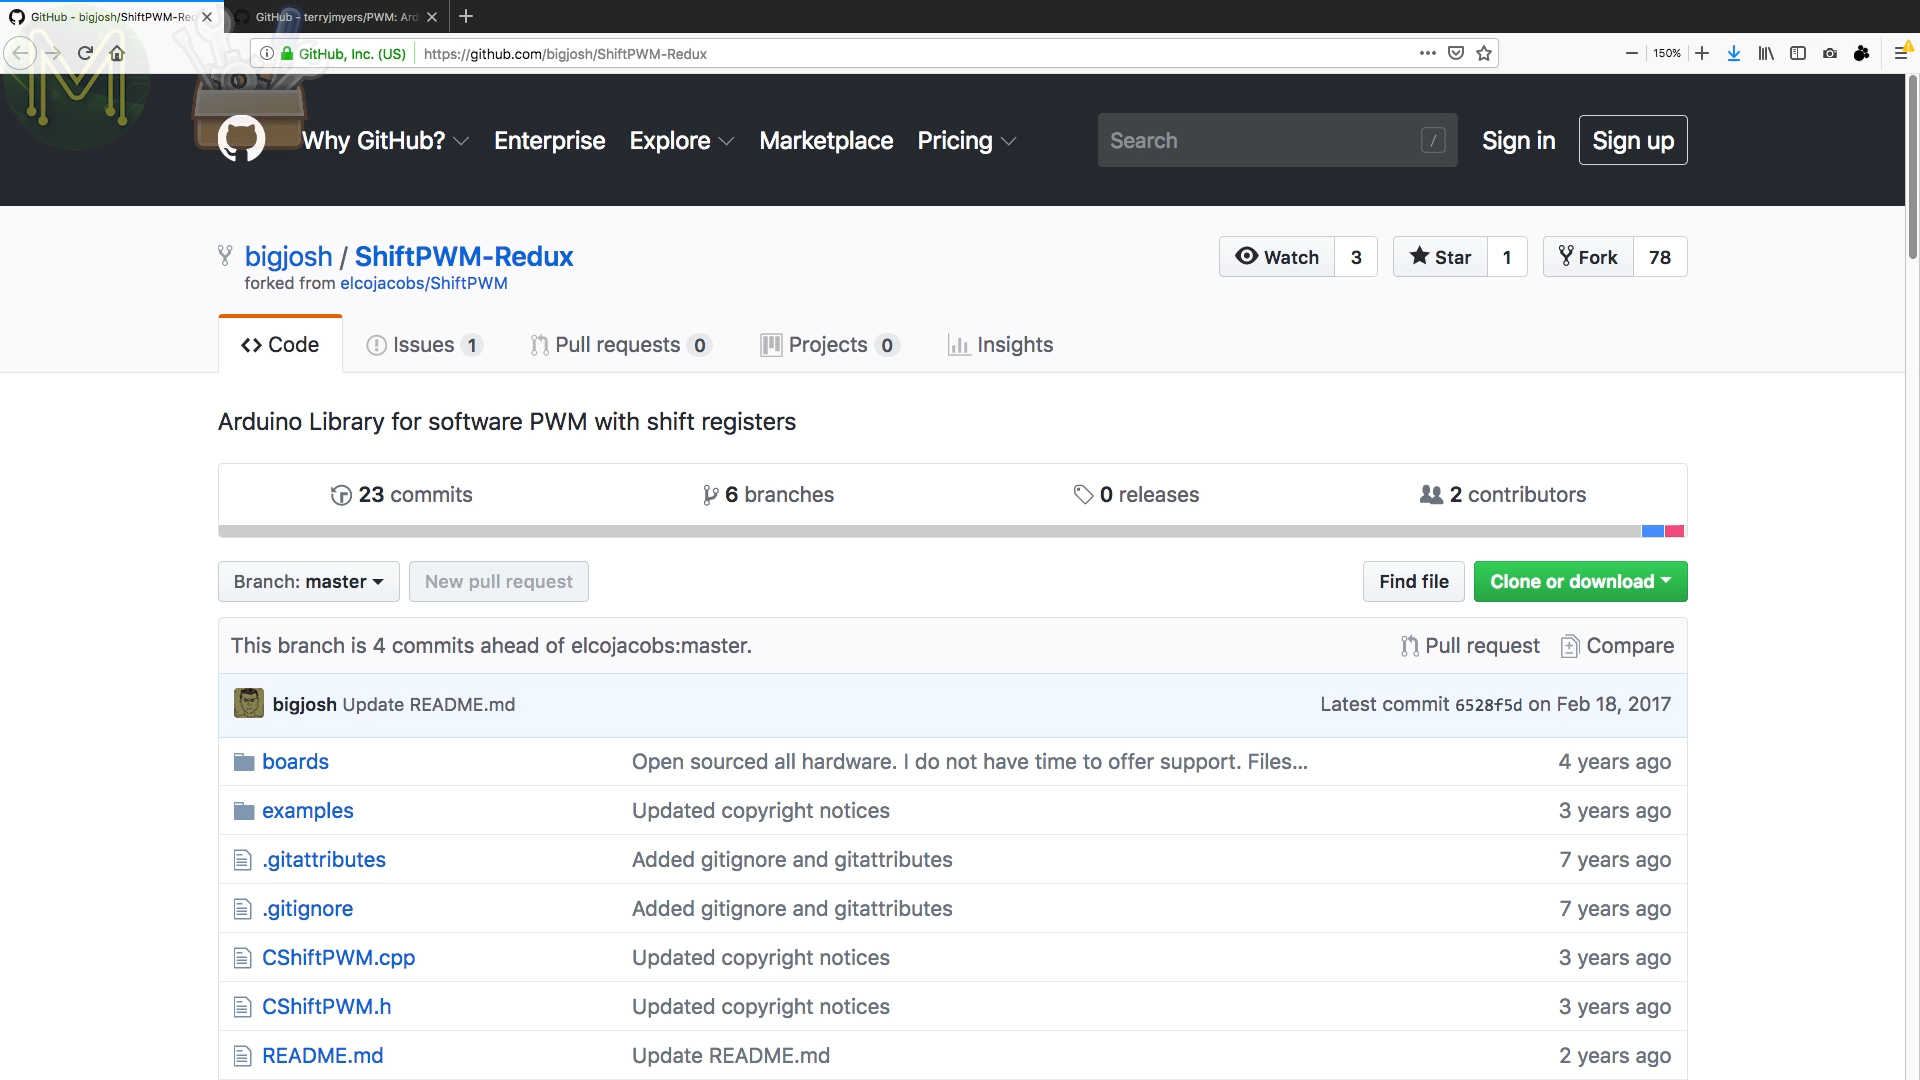 GitHub - bigjosh/ShiftPWM-Rec
GitHub - terryjmyers/PWM: Ard
GitHub, Inc. (US)
https://github.com/bigjosh/ShiftPWM-Redux
150%
M
Why GitHub?
Enterprise
Explore
Marketplace
Pricing
Search
/
Sign in
Sign up
bigjosh / ShiftPWM-Redux
Watch 3
Star 1
Fork 78
forked from elcojacobs/ShiftPWM
Code
Issues 1
Pull requests 0
Projects 0
Insights
Arduino Library for software PWM with shift registers
23 commits
6 branches
0 releases
2 contributors
Branch: master
New pull request
Find file
Clone or download
This branch is 4 commits ahead of elcojacobs:master.
Pull request
Compare
bigjosh Update README.md
Latest commit 6528f5d on Feb 18, 2017
boards
Open sourced all hardware. I do not have time to offer support. Files...
4 years ago
examples
Updated copyright notices
3 years ago
.gitattributes
Added gitignore and gitattributes
7 years ago
.gitignore
Added gitignore and gitattributes
7 years ago
CShiftPWM.cpp
Updated copyright notices
3 years ago
CShiftPWM.h
Updated copyright notices
3 years ago
README.md
Update README.md
2 years ago